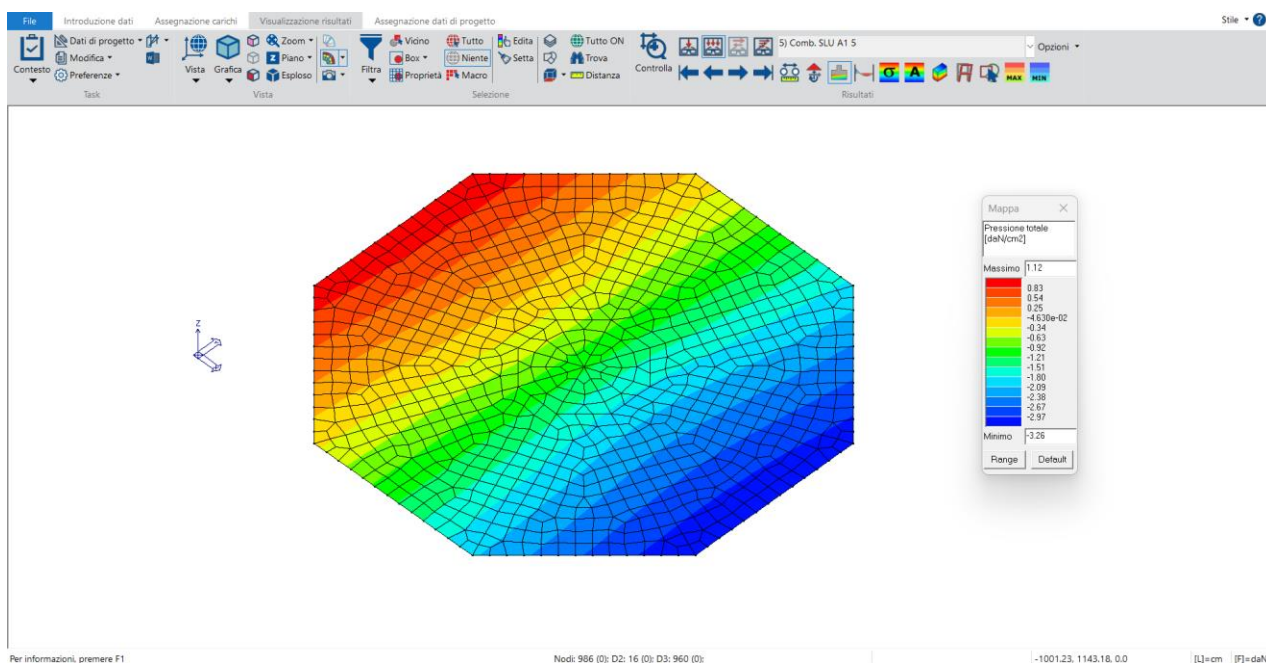 File Introduzione dati Assegnazione carichi Visualizzazione risultati Assegnazione dati di progetto Stile
Dati di progetto Zoom Vicino Tutto Edita Tutto ON 5) Comb. SLU A1 5
Modifica Piano Box Niente Setta Trova Opzioni
Contesto Preferenze Vista Grafica Esploso Filtra Proprietà Macro Distanza Controlla
σ A MAX MIN
Task Vista Selezione Risultati
Z
Mappa
Pressione totale
[daN/cm2]
Massimo 1.12
0.83
0.54
0.25
-4.630e-02
-0.34
-0.63
-0.92
-1.21
-1.51
-1.80
-2.09
-2.38
-2.67
-2.97
Minimo -3.26
Range Default
Per informazioni, premere F1 Nodi: 986 (0); D2: 16 (0); D3: 960 (0); -1001.23, 1143.18, 0.0 [L]=cm [F]=daN